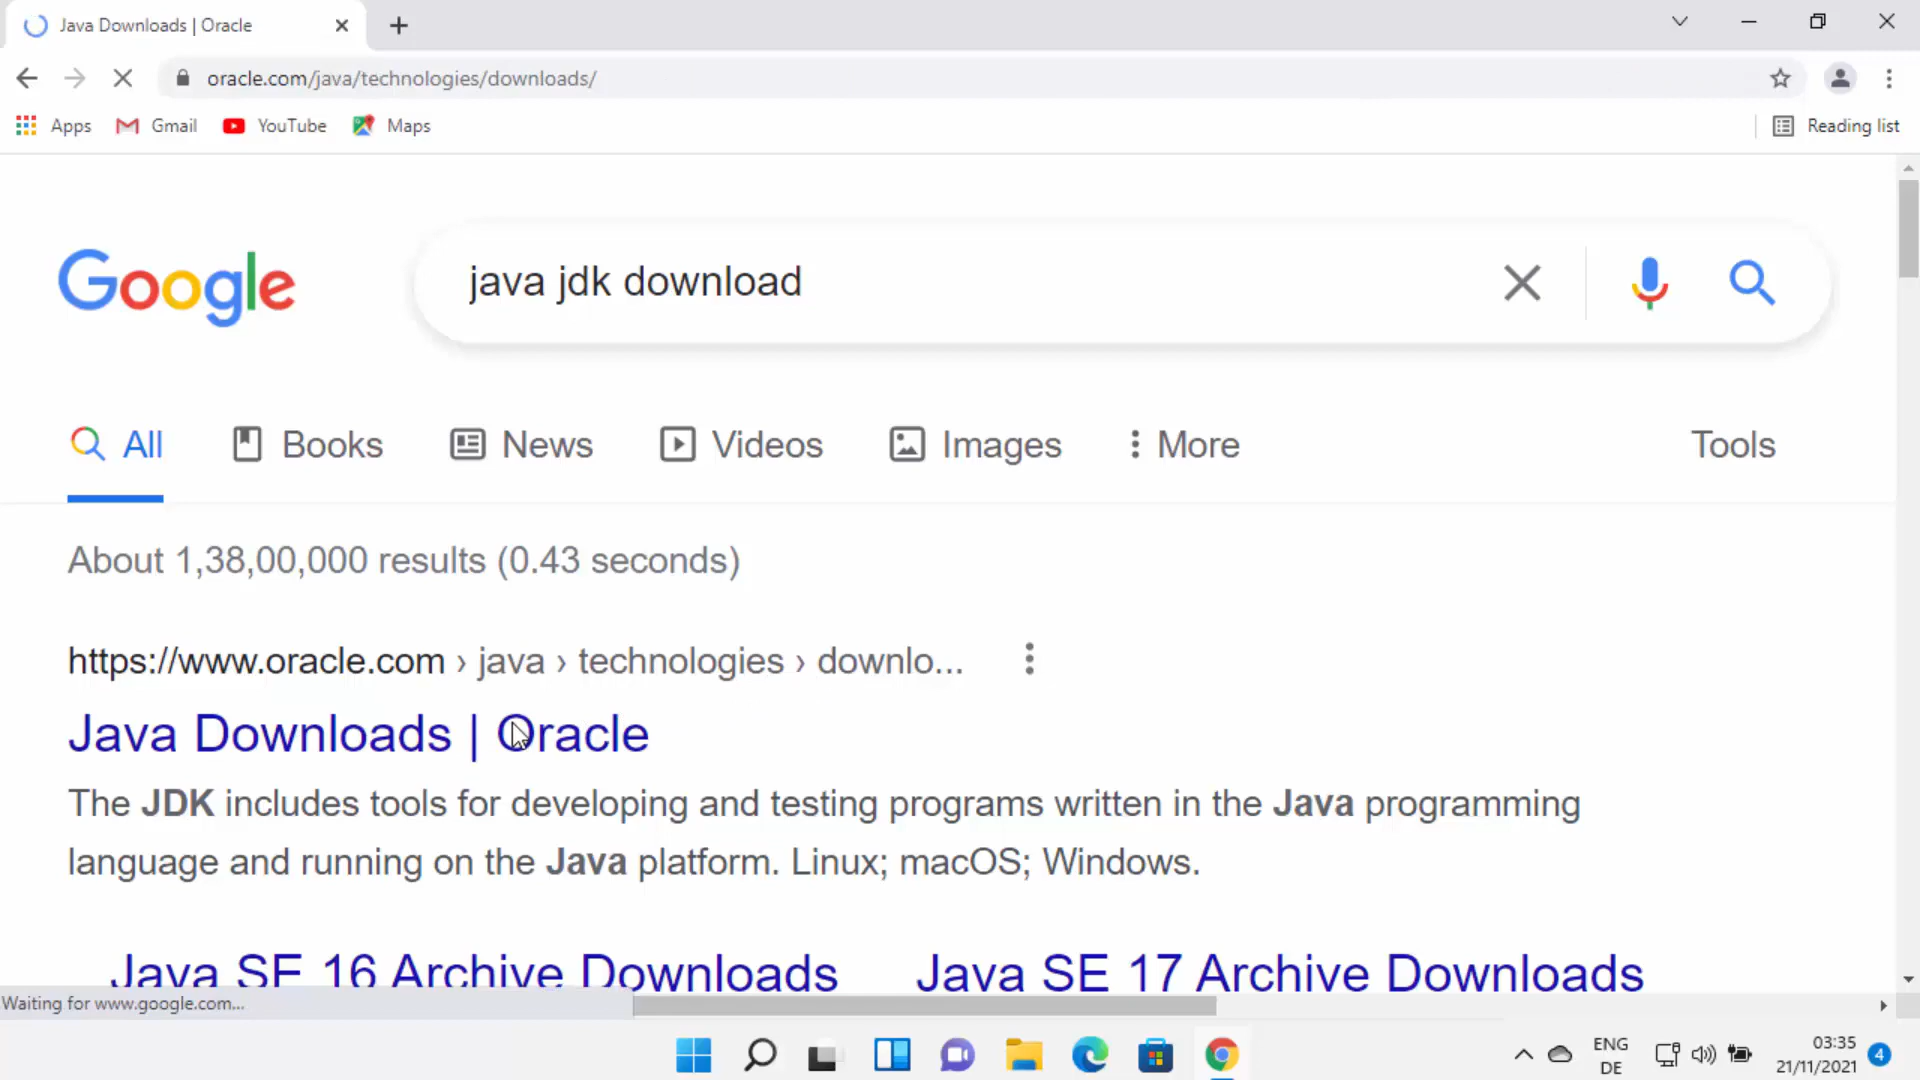 Java Downloads | Oracle
oracle.com/java/technologies/downloads/
Apps Gmail YouTube Maps Reading list
Google java jdk download
All Books News Videos Images More Tools
About 1,38,00,000 results (0.43 seconds)
https://www.oracle.com › java › technologies › downlo...
Java Downloads | Oracle
The JDK includes tools for developing and testing programs written in the Java programming
language and running on the Java platform. Linux; macOS; Windows.
Java SE 16 Archive Downloads Java SE 17 Archive Downloads
Waiting for www.google.com...
ENG 03:35
DE 21/11/2021 4